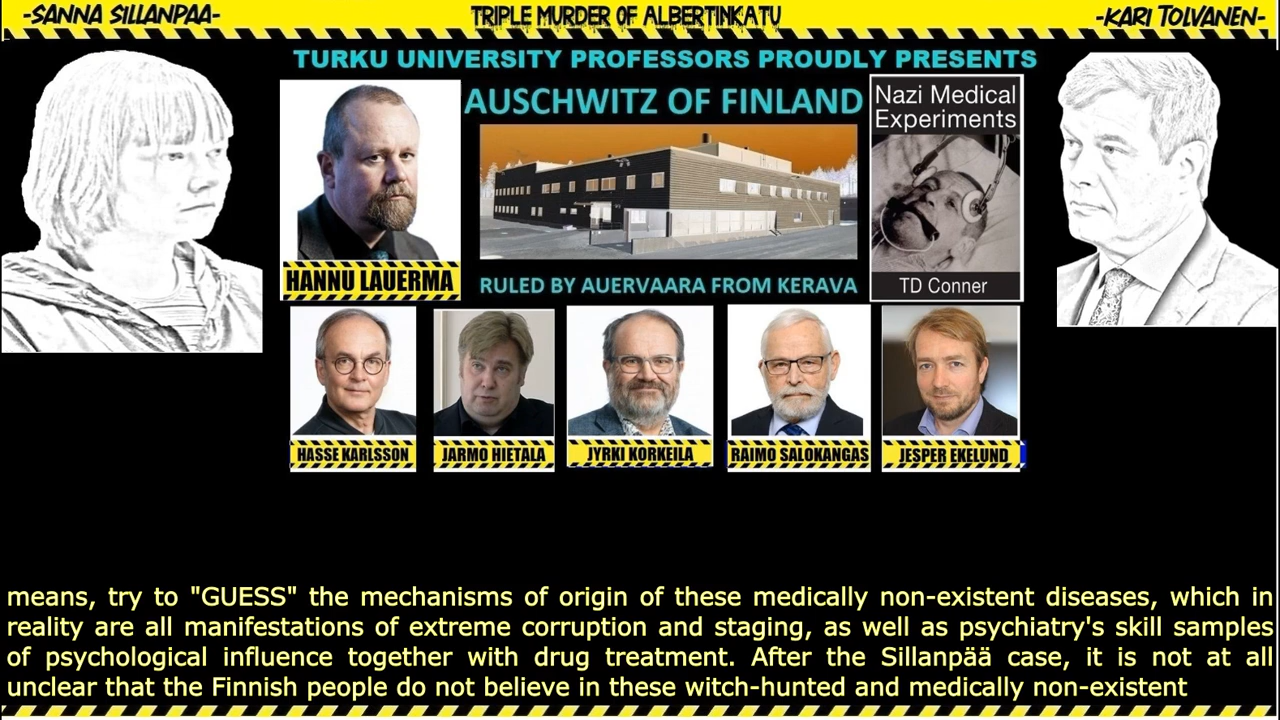 -SANNA SILLANPAA-
TRIPLE MURDER OF ALBERTINKATU
-KARI TOLVANEN-
TURKU UNIVERSITY PROFESSORS PROUDLY PRESENTS
AUSCHWITZ OF FINLAND
Nazi Medical
Experiments
HANNU LAUERMA
RULED BY AUERVAARA FROM KERAVA
TD Conner
HASSE KARLSSON
JARMO HIETALA
JYRKI KORKEILA
RAIMO SALOKANGAS
JESPER EKELUND
means, try to "GUESS" the mechanisms of origin of these medically non-existent diseases, which in
reality are all manifestations of extreme corruption and staging, as well as psychiatry's skill samples
of psychological influence together with drug treatment. After the Sillanpää case, it is not at all
unclear that the Finnish people do not believe in these witch-hunted and medically non-existent